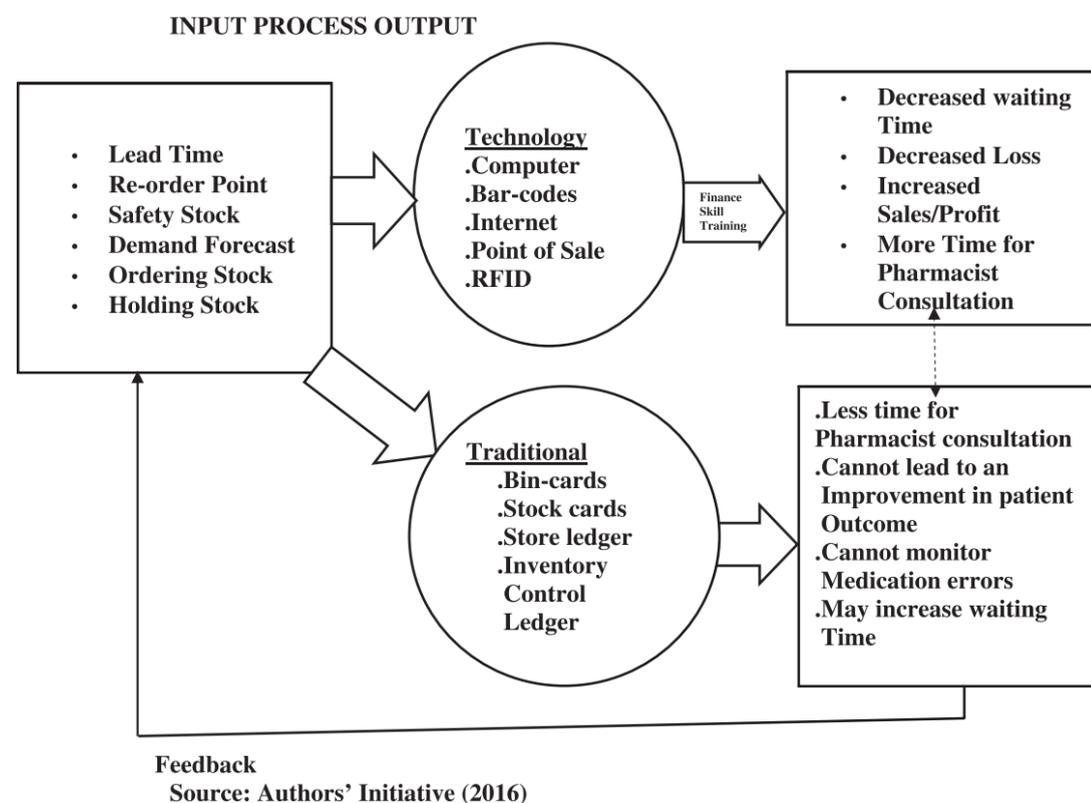 INPUT PROCESS OUTPUT
• Lead Time
• Re-order Point
• Safety Stock
• Demand Forecast
• Ordering Stock
• Holding Stock
Technology
.Computer
.Bar-codes
.Internet
.Point of Sale
.RFID
Finance
Skill
Training
• Decreased waiting
Time
• Decreased Loss
• Increased
Sales/Profit
• More Time for
Pharmacist
Consultation
Traditional
.Bin-cards
.Stock cards
.Store ledger
.Inventory
Control
Ledger
.Less time for
Pharmacist consultation
.Cannot lead to an
Improvement in patient
Outcome
.Cannot monitor
Medication errors
.May increase waiting
Time
Feedback
Source: Authors’ Initiative (2016)